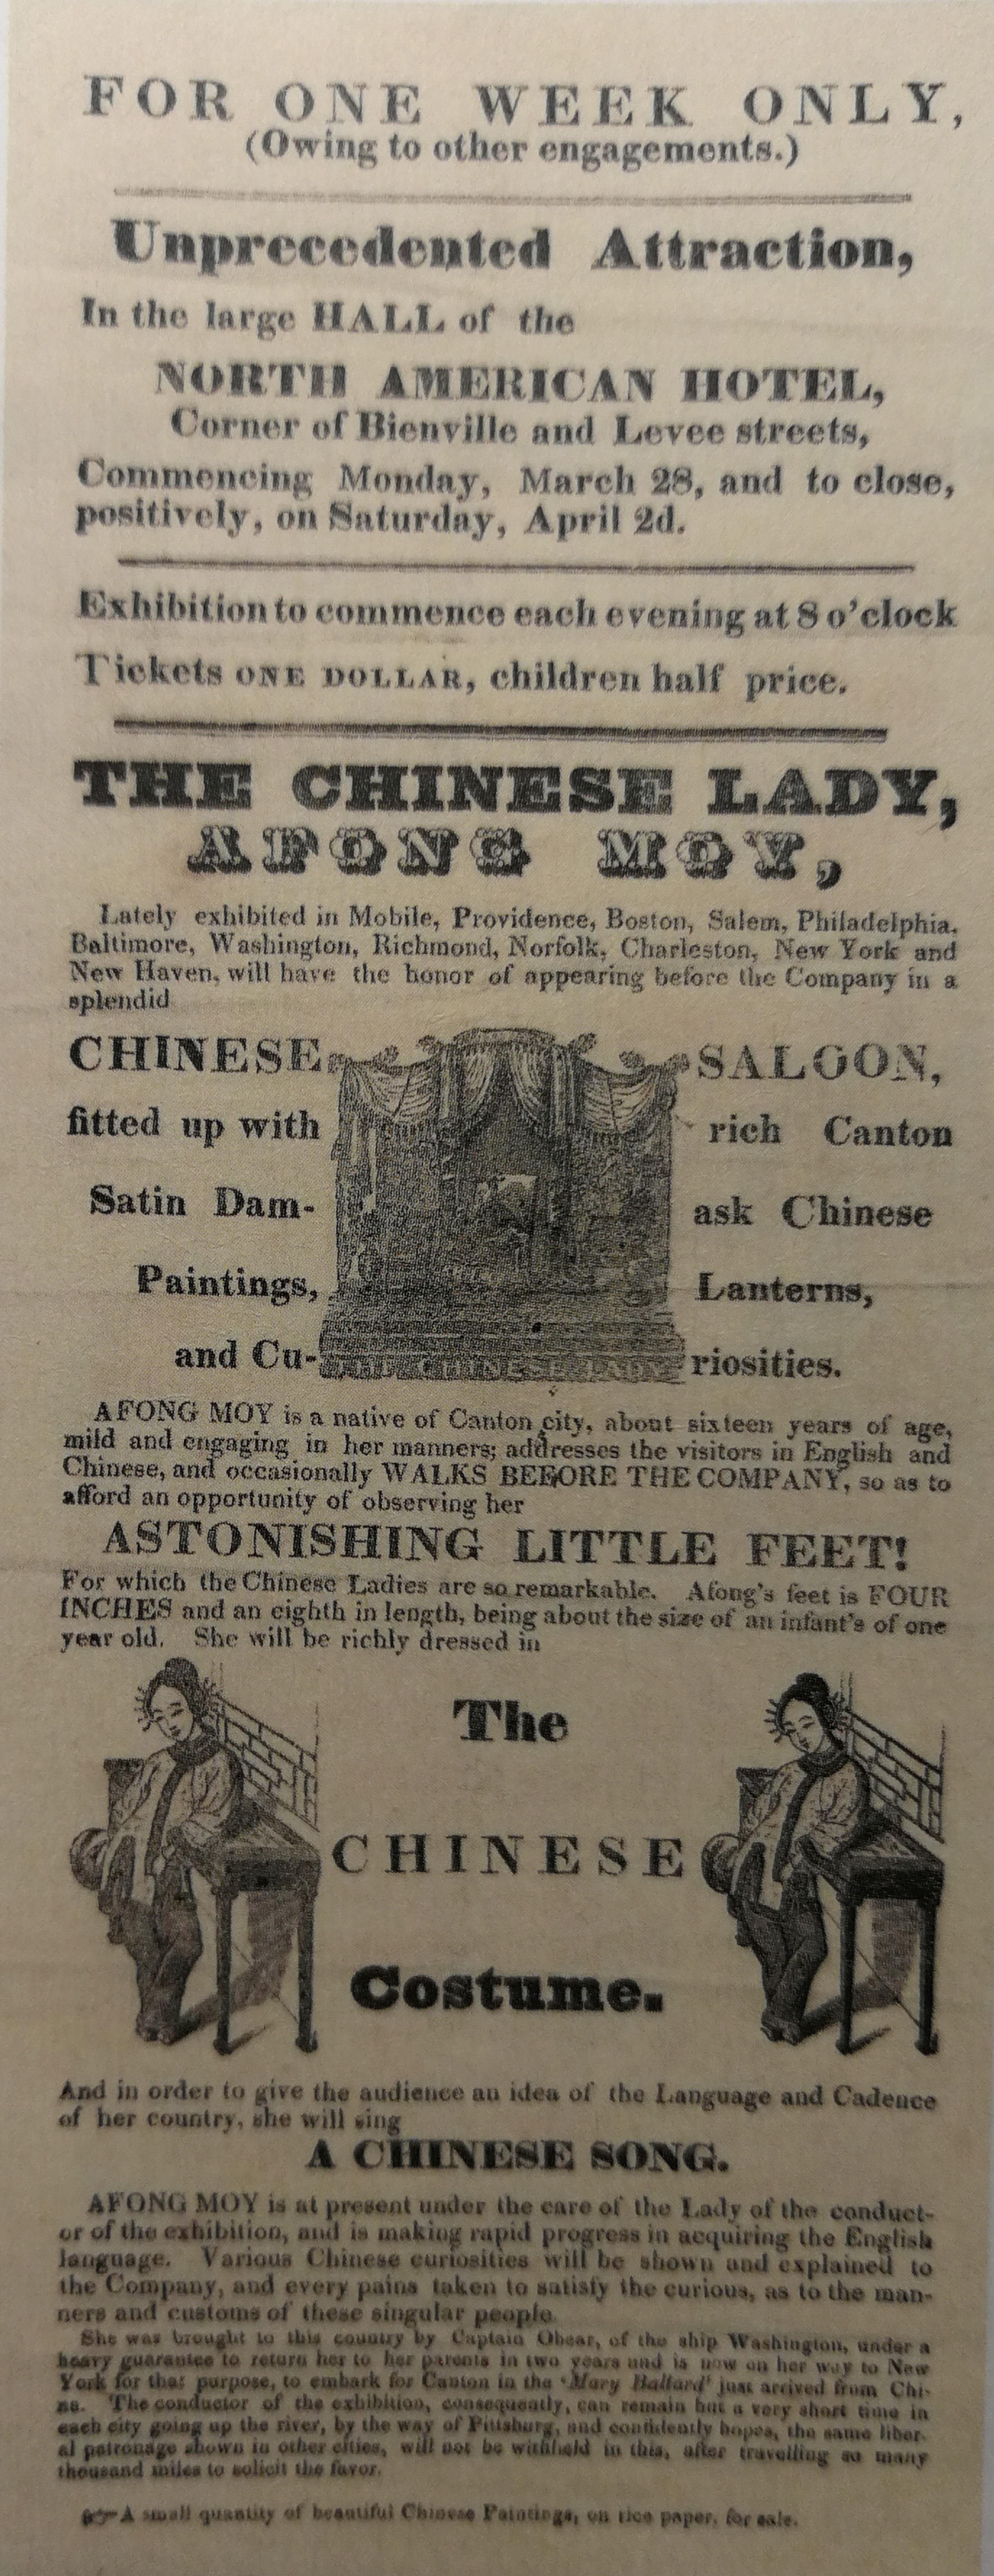 FOR ONE WEEK ONLY,
(Owing to other engagements.)
Unprecedented Attraction,
In the large HALL of the
NORTH AMERICAN HOTEL,
Corner of Bienville and Levee streets,
Commencing Monday, March 28, and to close,
positively, on Saturday, April 2d.
Exhibition to commence each evening at 8 o'clock
Tickets ONE DOLLAR, children half price.
THE CHINESE LADY,
AFONG MOY,
Lately exhibited in Mobile, Providence, Boston, Salem, Philadelphia,
Baltimore, Washington, Richmond, Norfolk, Charleston, New York and
New Haven, will have the honor of appearing before the Company in a
splendid
CHINESE SALOON,
fitted up with rich Canton
Satin Dam- ask Chinese
Paintings, Lanterns,
and Cu- riosities.
THE CHINESE LADY
AFONG MOY is a native of Canton city, about sixteen years of age,
mild and engaging in her manners; addresses the visitors in English and
Chinese, and occasionally WALKS BEFORE THE COMPANY, so as to
afford an opportunity of observing her
ASTONISHING LITTLE FEET!
For which the Chinese Ladies are so remarkable. Afong's feet is FOUR
INCHES and an eighth in length, being about the size of an infant's of one
year old. She will be richly dressed in
The
CHINESE
Costume.
And in order to give the audience an idea of the Language and Cadence
of her country, she will sing
A CHINESE SONG.
AFONG MOY is at present under the care of the Lady of the conduct-
or of the exhibition, and is making rapid progress in acquiring the English
language. Various Chinese curiosities will be shown and explained to
the Company, and every pains taken to satisfy the curious, as to the man-
ners and customs of these singular people.
She was brought to this country by Captain Obear, of the ship Washington, under a
heavy guarantee to return her to her parents in two years and is now on her way to New
York for that purpose, to embark for Canton in the 'Mary Ballard' just arrived from Chi-
na. The conductor of the exhibition, consequently, can remain but a very short time in
each city going up the river, by the way of Pittsburg, and confidently hopes, the same liber-
al patronage shown in other cities, will not be withheld in this, after travelling so many
thousand miles to solicit the favor.
☞A small quantity of beautiful Chinese Paintings, on rice paper, for sale.